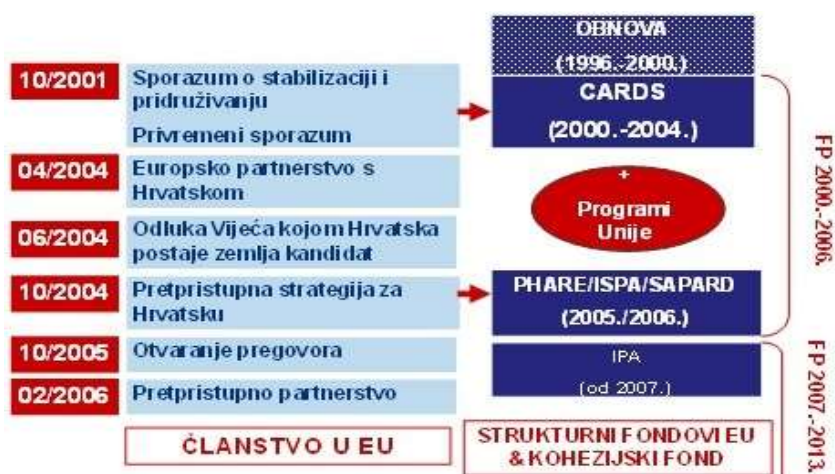 10/2001
Sporazum o stabilizaciji i
pridruživanju
Privremeni sporazum
04/2004
Europsko partnerstvo s
Hrvatskom
06/2004
Odluka Vijeća kojom Hrvatska
postaje zemlja kandidat
10/2004
Pretpristupna strategija za
Hrvatsku
10/2005
Otvaranje pregovora
02/2006
Pretpristupno partnerstvo
ČLANSTVO U EU
OBNOVA
(1996.-2000.)
CARDS
(2000.-2004.)
+
Programi
Unije
PHARE/ISPA/SAPARD
(2005./2006.)
IPA
(od 2007.)
STRUKTURNI FONDOVI EU
& KOHEZIJSKI FOND
FP 2000.-2006.
FP 2007.-2013.